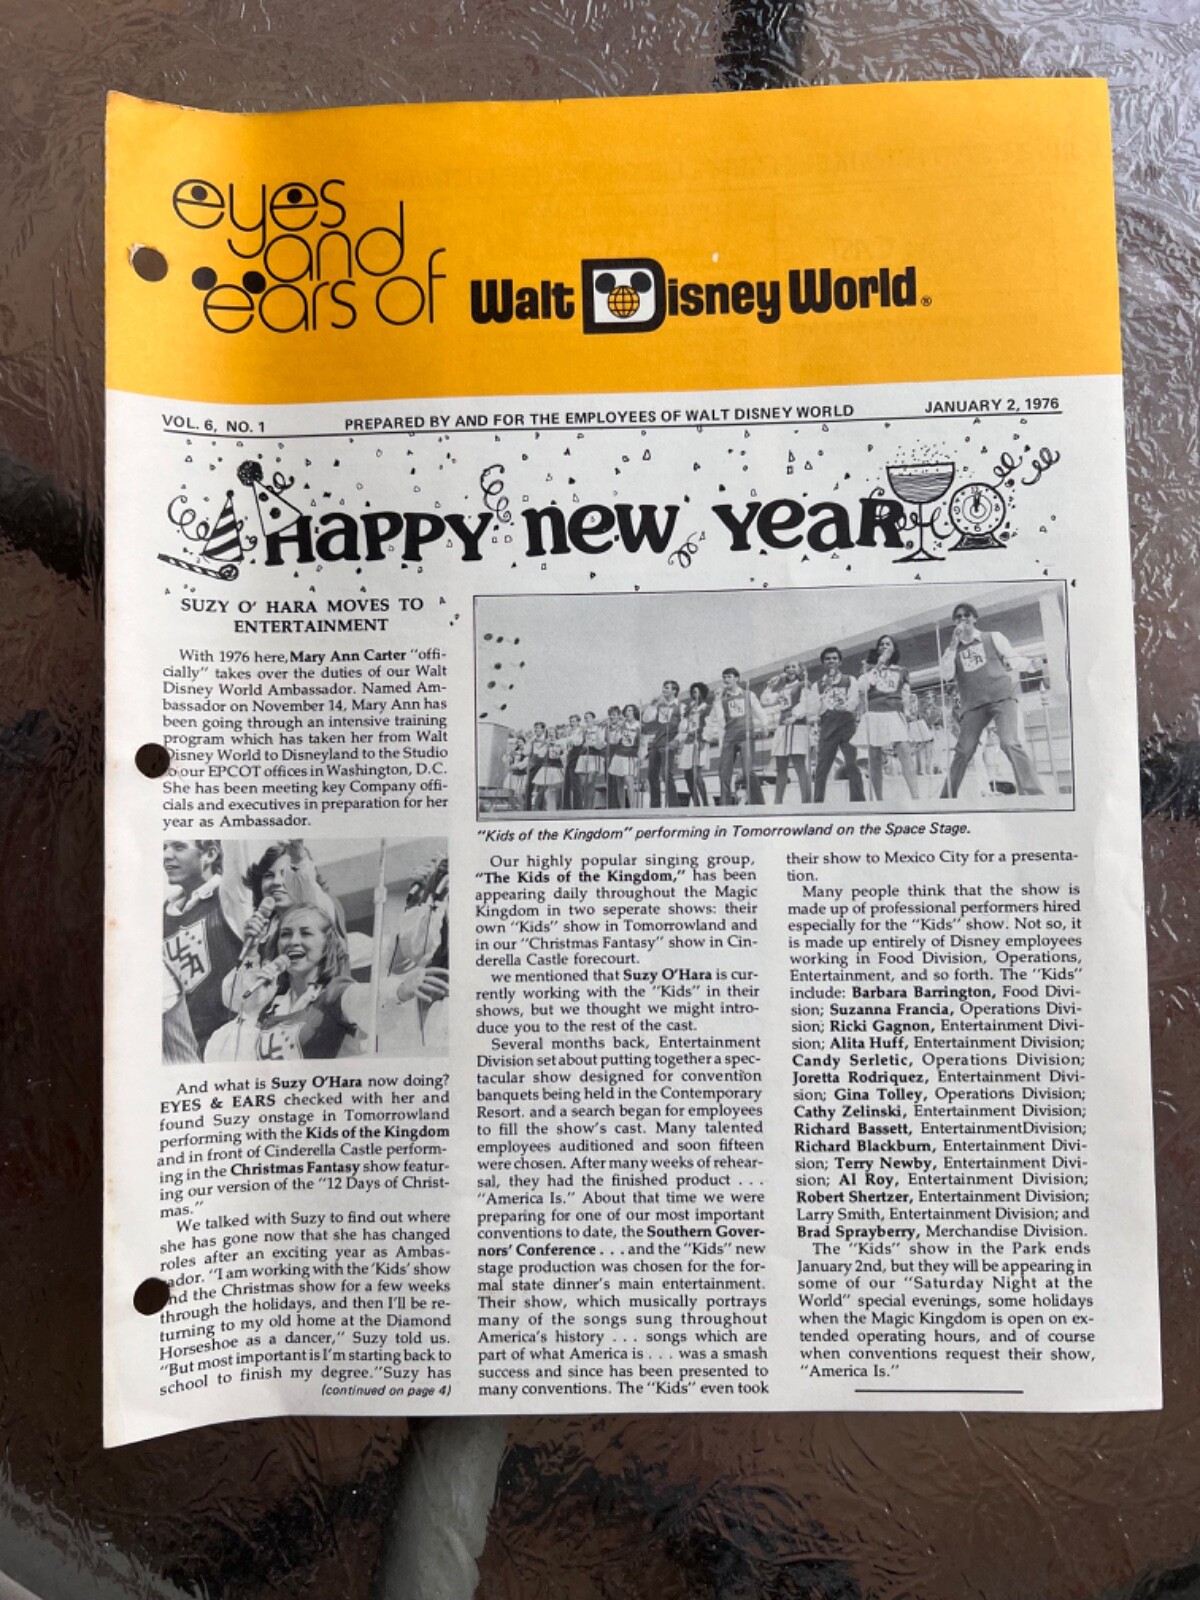 eyes
and
ears of
Walt Disney World®
VOL. 6, NO. 1 PREPARED BY AND FOR THE EMPLOYEES OF WALT DISNEY WORLD JANUARY 2, 1976
Happy new year
SUZY O' HARA MOVES TO
ENTERTAINMENT
With 1976 here, Mary Ann Carter "offi-
cially" takes over the duties of our Walt
Disney World Ambassador. Named Am-
bassador on November 14, Mary Ann has
been going through an intensive training
program which has taken her from Walt
Disney World to Disneyland to the Studio
to our EPCOT offices in Washington, D.C.
She has been meeting key Company offi-
cials and executives in preparation for her
year as Ambassador.
USA
And what is Suzy O'Hara now doing?
EYES & EARS checked with her and
found Suzy onstage in Tomorrowland
performing with the Kids of the Kingdom
and in front of Cinderella Castle perform-
ing in the Christmas Fantasy show featur-
ing our version of the "12 Days of Christ-
mas."
We talked with Suzy to find out where
she has gone now that she has changed
roles after an exciting year as Ambas-
sador. "I am working with the 'Kids' show
and the Christmas show for a few weeks
through the holidays, and then I'll be re-
turning to my old home at the Diamond
Horseshoe as a dancer," Suzy told us.
"But most important is I'm starting back to
school to finish my degree."Suzy has
(continued on page 4)
USA
"Kids of the Kingdom" performing in Tomorrowland on the Space Stage.
Our highly popular singing group,
"The Kids of the Kingdom," has been
appearing daily throughout the Magic
Kingdom in two seperate shows: their
own "Kids" show in Tomorrowland and
in our "Christmas Fantasy" show in Cin-
derella Castle forecourt.
we mentioned that Suzy O'Hara is cur-
rently working with the "Kids" in their
shows, but we thought we might intro-
duce you to the rest of the cast.
Several months back, Entertainment
Division set about putting together a spec-
tacular show designed for convention
banquets being held in the Contemporary
Resort. and a search began for employees
to fill the show's cast. Many talented
employees auditioned and soon fifteen
were chosen. After many weeks of rehear-
sal, they had the finished product . . .
"America Is." About that time we were
preparing for one of our most important
conventions to date, the Southern Gover-
nors' Conference . . . and the "Kids" new
stage production was chosen for the for-
mal state dinner's main entertainment.
Their show, which musically portrays
many of the songs sung throughout
America's history . . . songs which are
part of what America is . . . was a smash
success and since has been presented to
many conventions. The "Kids" even took
their show to Mexico City for a presenta-
tion.
Many people think that the show is
made up of professional performers hired
especially for the "Kids" show. Not so, it
is made up entirely of Disney employees
working in Food Division, Operations,
Entertainment, and so forth. The "Kids"
include: Barbara Barrington, Food Divi-
sion; Suzanna Francia, Operations Divi-
sion; Ricki Gagnon, Entertainment Divi-
sion; Alita Huff, Entertainment Division;
Candy Serletic, Operations Division;
Joretta Rodriquez, Entertainment Divi-
sion; Gina Tolley, Operations Division;
Cathy Zelinski, Entertainment Division;
Richard Bassett, EntertainmentDivision;
Richard Blackburn, Entertainment Divi-
sion; Terry Newby, Entertainment Divi-
sion; Al Roy, Entertainment Division;
Robert Shertzer, Entertainment Division;
Larry Smith, Entertainment Division; and
Brad Sprayberry, Merchandise Division.
The "Kids" show in the Park ends
January 2nd, but they will be appearing in
some of our "Saturday Night at the
World" special evenings, some holidays
when the Magic Kingdom is open on ex-
tended operating hours, and of course
when conventions request their show,
"America Is."